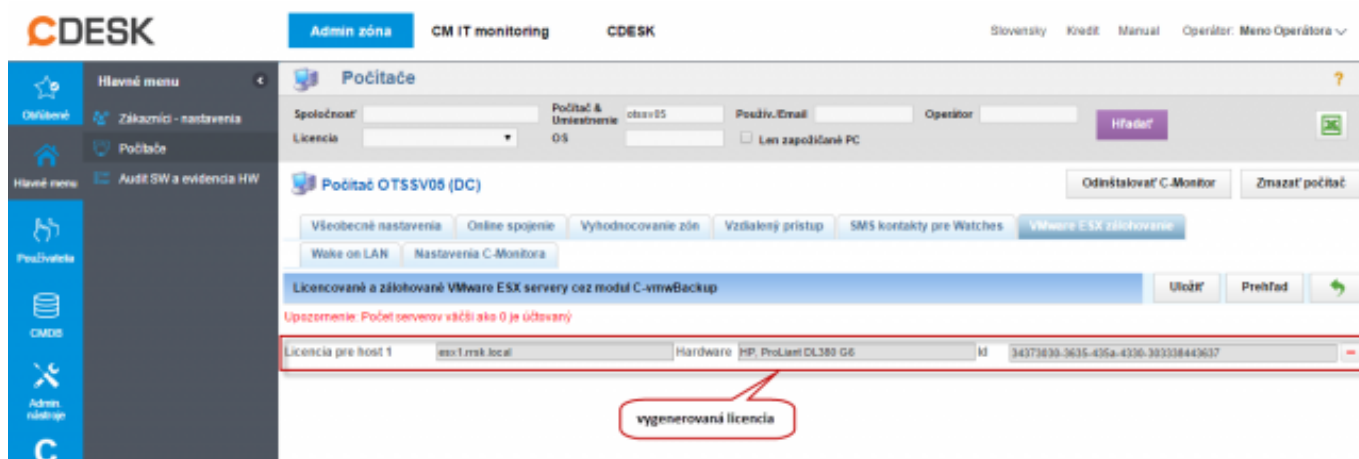 CDESK
Admin zóna CM IT monitoring CDESK Slovensky Kredit Manual Operátor: Meno Operátora
Obľúbené
Hlavné menu
Používatelia
CMDB
Admin. nástroje
C
Hlavné menu
Zákazníci - nastavenia
Počítače
Audit SW a evidencia HW
Počítače ?
Spoločnosť Počítač & Umiestnenie otssv05 Použív./Email Operátor Hľadať
Licencia OS Len zapožičané PC
Počítač OTSSV05 (DC) Odinštalovať C-Monitor Zmazať počítač
Všeobecné nastavenia Online spojenie Vyhodnocovanie zón Vzdialený prístup SMS kontakty pre Watches VMware ESX zálohovanie
Wake on LAN Nastavenia C-Monitora
Licencované a zálohované VMware ESX servery cez modul C-vmwBackup Uložiť Prehľad
Upozornenie: Počet serverov väčší ako 0 je účtovaný
Licencia pre host 1 esx1.msk.local Hardware HP, ProLiant DL380 G6 Id 34373030-3635-435a-4330-303338443637
vygenerovaná licencia